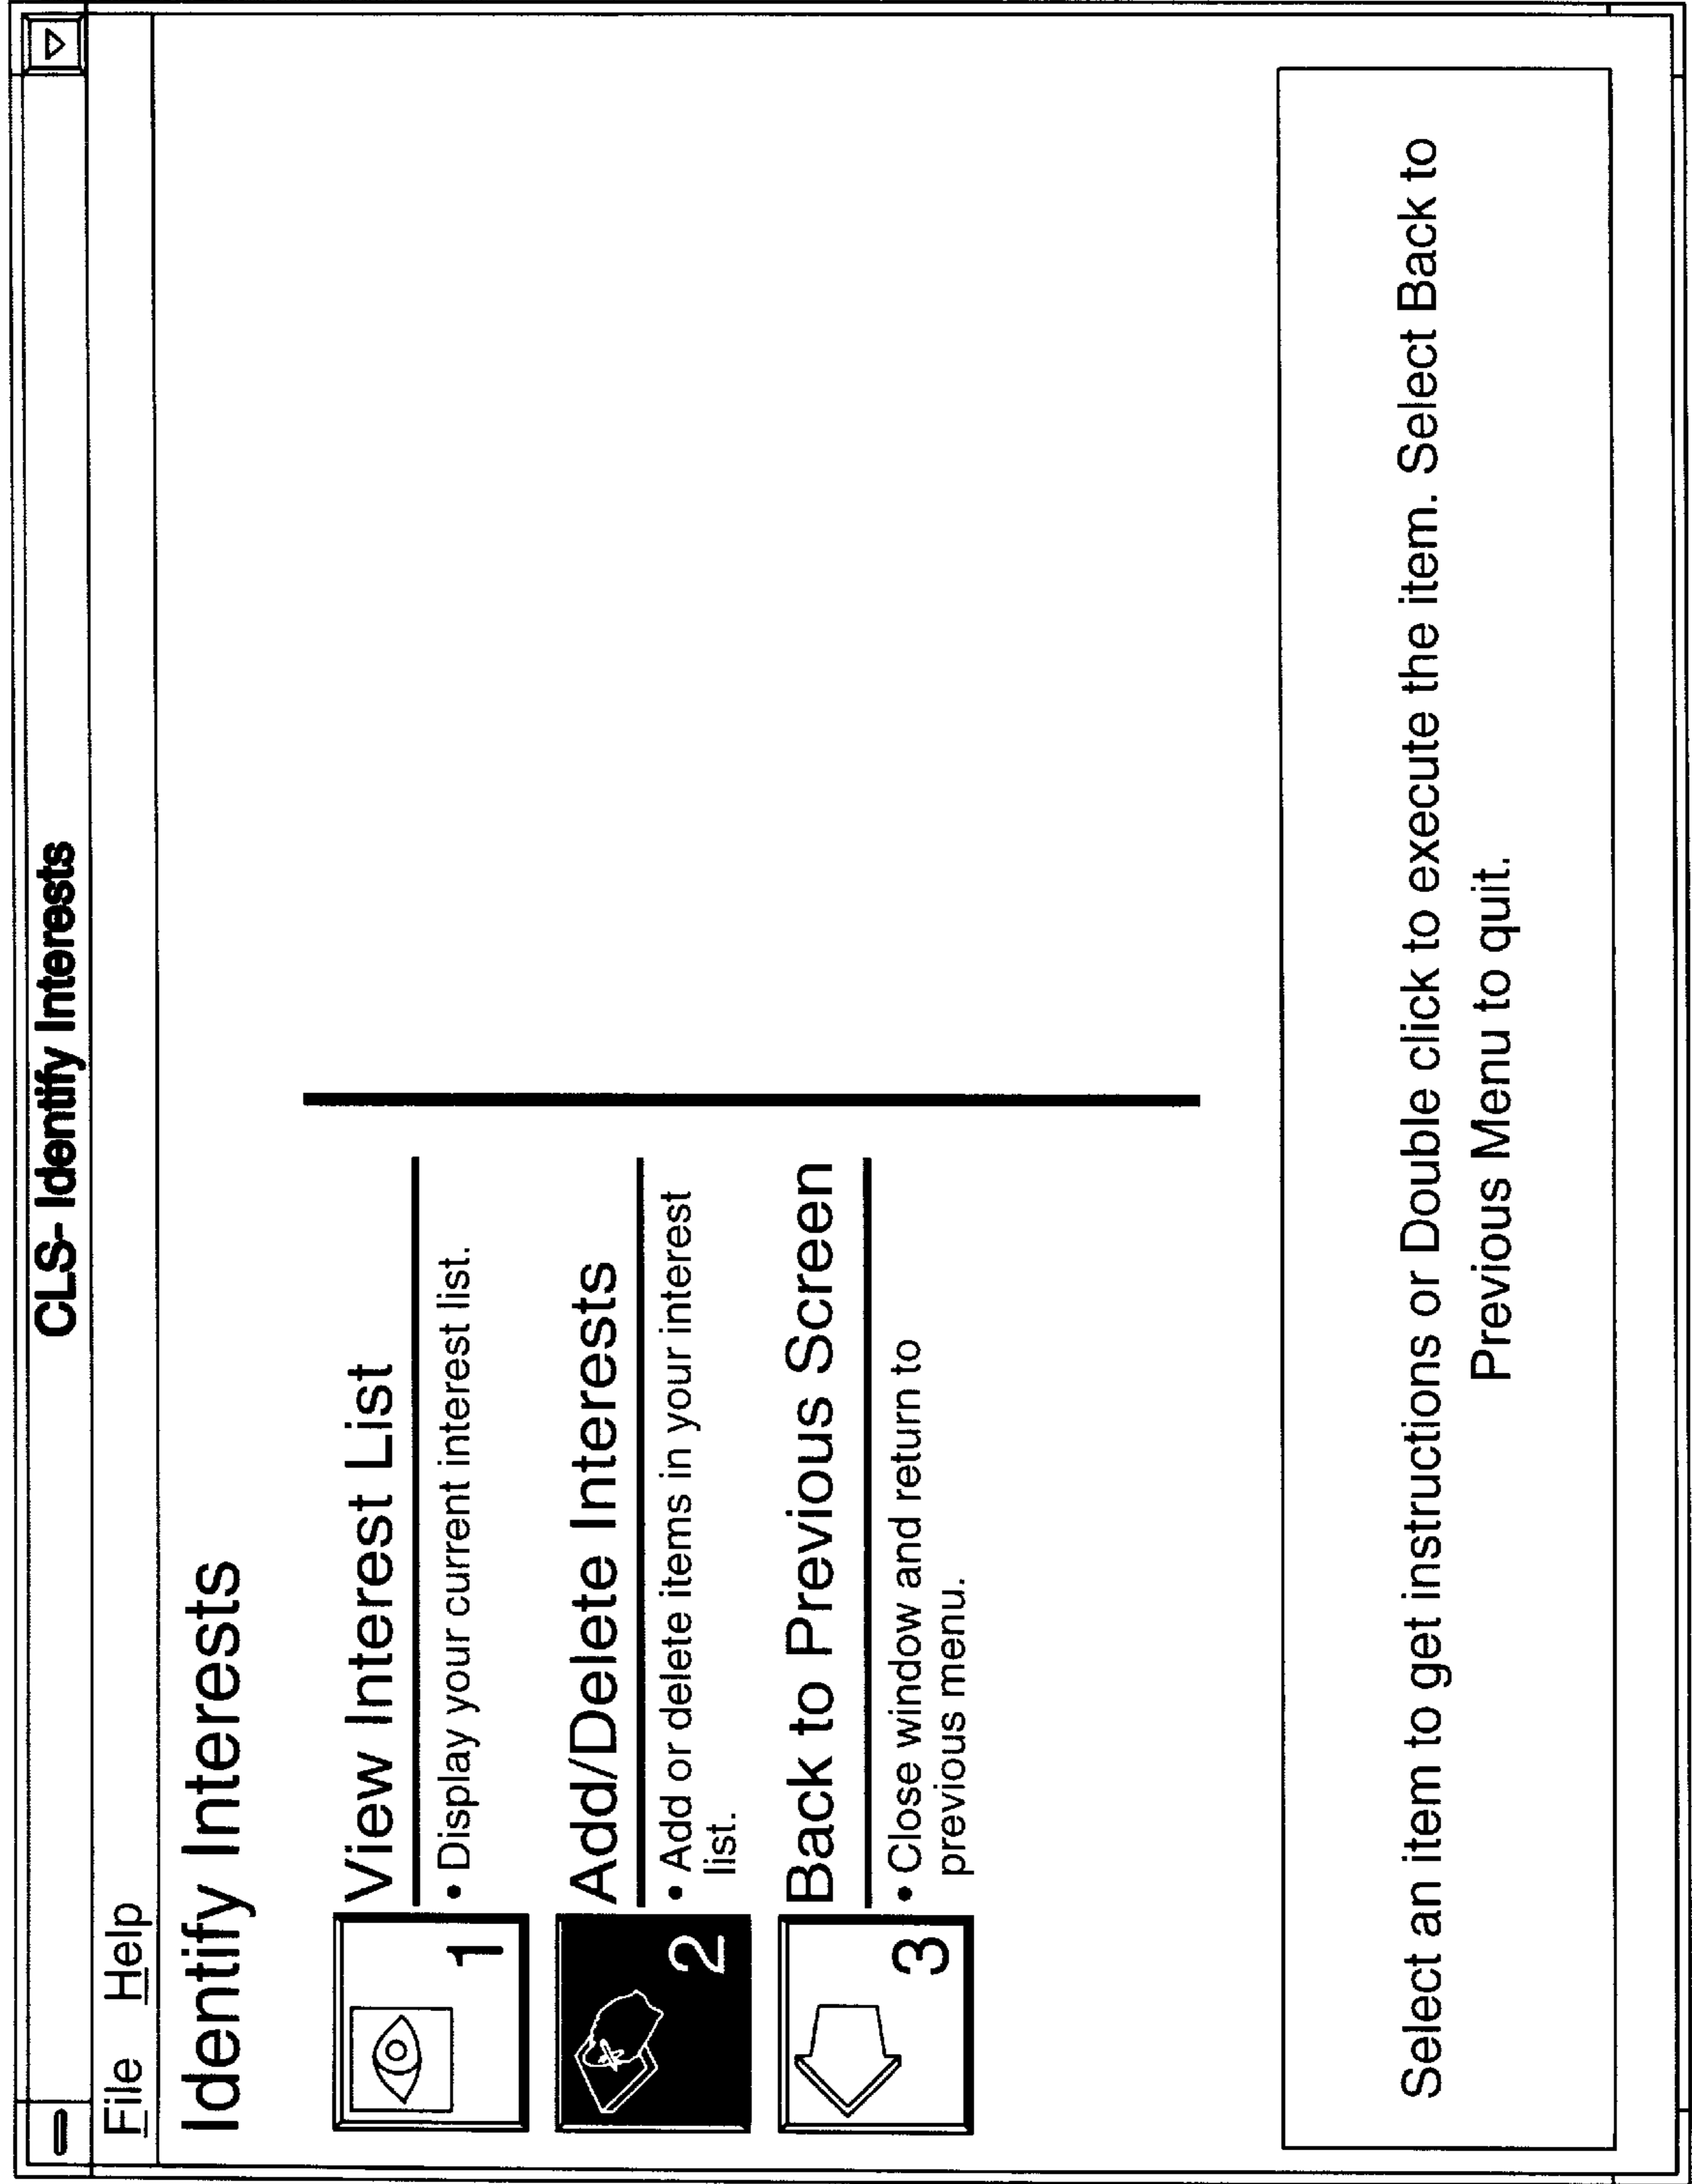 CLS- Identify Interests
File Help
Identify Interests
1
View Interest List
• Display your current interest list.
2
Add/Delete Interests
• Add or delete items in your interest
list.
3
Back to Previous Screen
• Close window and return to
previous menu.
Select an item to get instructions or Double click to execute the item. Select Back to
Previous Menu to quit.